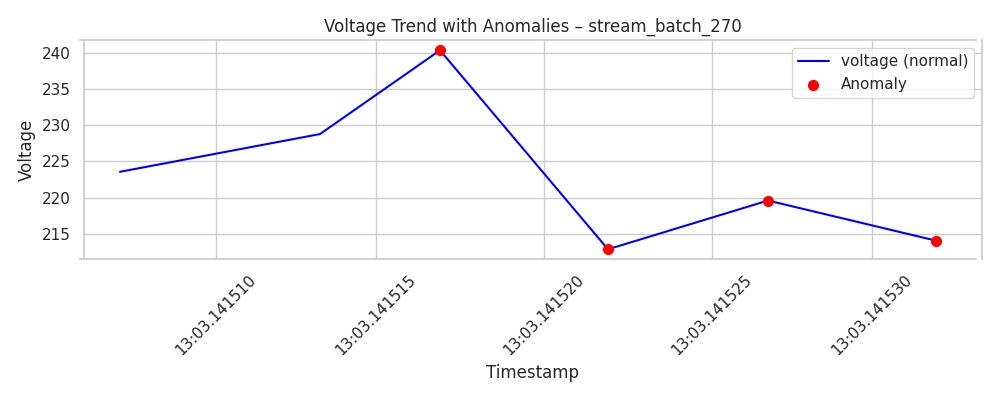 Voltage Trend with Anomalies – stream_batch_270
voltage (normal)
Anomaly
Voltage
240
235
230
225
220
215
13:03.141510
13:03.141515
13:03.141520
13:03.141525
13:03.141530
Timestamp